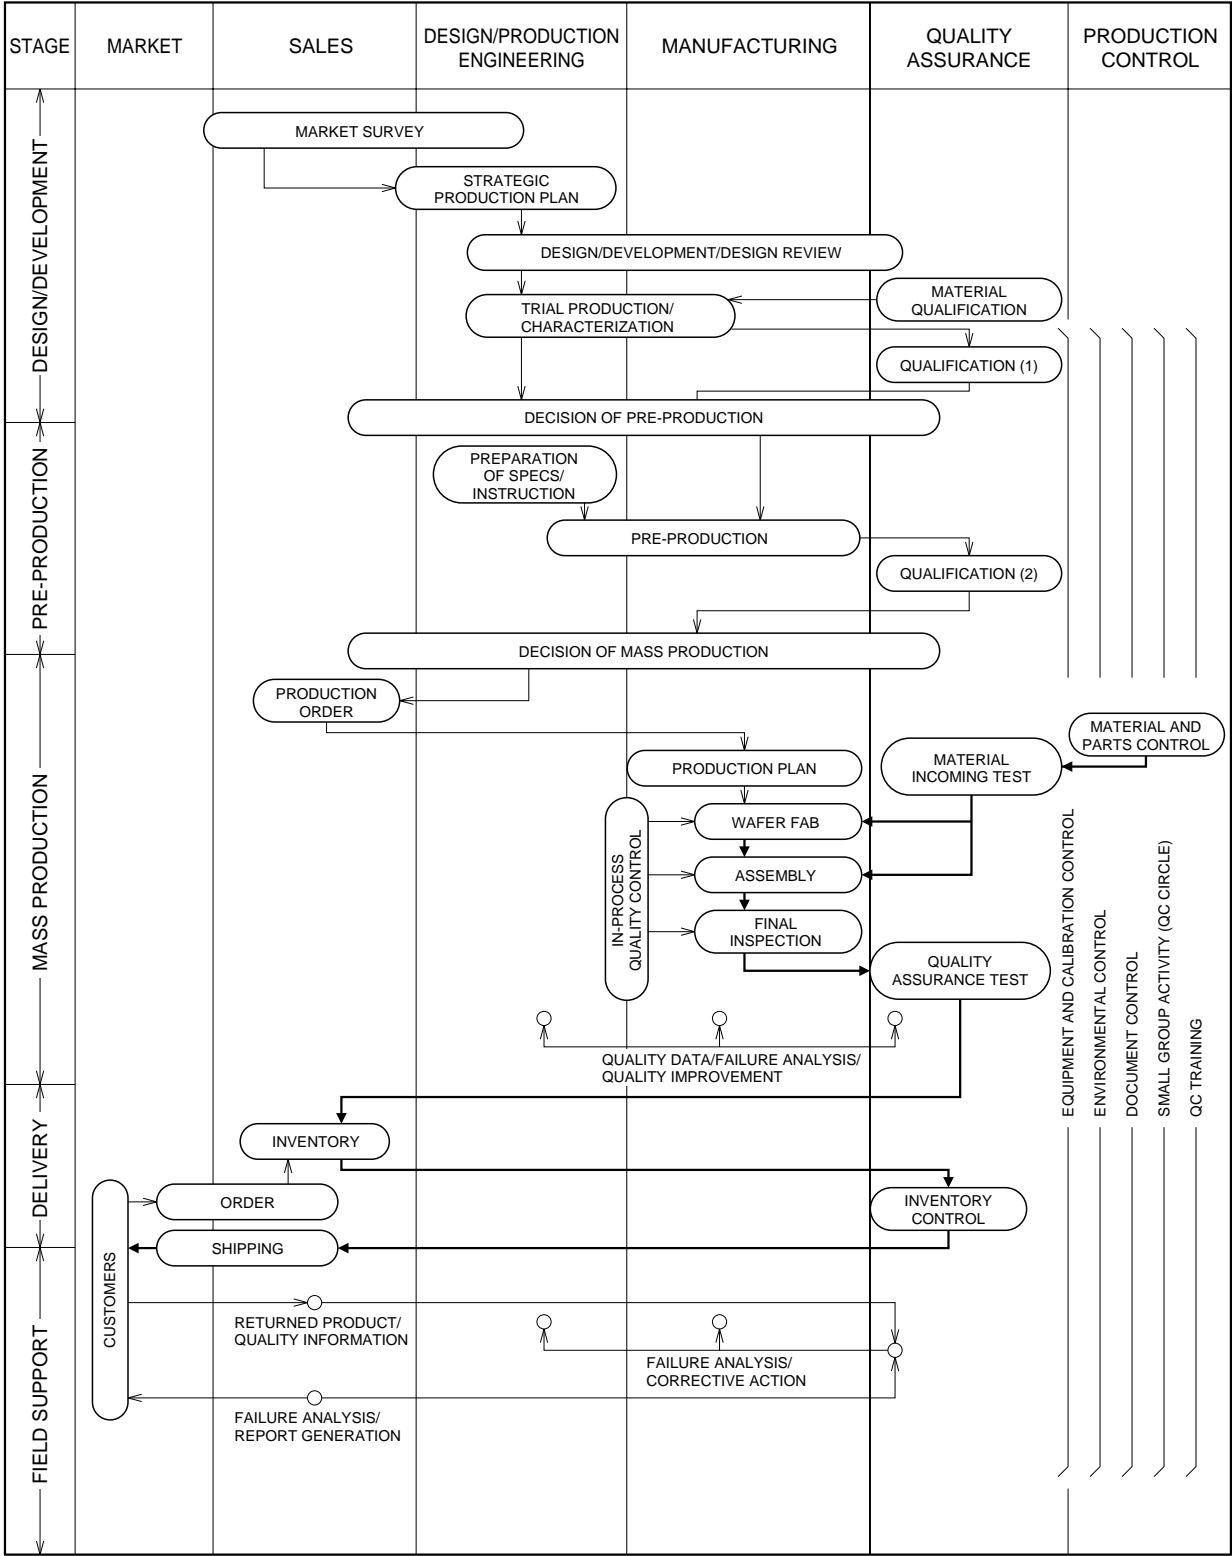 STAGE
MARKET
SALES
DESIGN/PRODUCTION
ENGINEERING
MANUFACTURING
QUALITY
ASSURANCE
PRODUCTION
CONTROL
DESIGN/DEVELOPMENT
MARKET SURVEY
STRATEGIC
PRODUCTION PLAN
DESIGN/DEVELOPMENT/DESIGN REVIEW
TRIAL PRODUCTION/
CHARACTERIZATION
MATERIAL
QUALIFICATION
QUALIFICATION (1)
DECISION OF PRE-PRODUCTION
PRE-PRODUCTION
PREPARATION
OF SPECS/
INSTRUCTION
PRE-PRODUCTION
QUALIFICATION (2)
DECISION OF MASS PRODUCTION
MASS PRODUCTION
PRODUCTION
ORDER
MATERIAL AND
PARTS CONTROL
PRODUCTION PLAN
MATERIAL
INCOMING TEST
IN-PROCESS
QUALITY CONTROL
WAFER FAB
ASSEMBLY
FINAL
INSPECTION
QUALITY
ASSURANCE TEST
QUALITY DATA/FAILURE ANALYSIS/
QUALITY IMPROVEMENT
EQUIPMENT AND CALIBRATION CONTROL
ENVIRONMENTAL CONTROL
DOCUMENT CONTROL
SMALL GROUP ACTIVITY (QC CIRCLE)
QC TRAINING
DELIVERY
INVENTORY
ORDER
INVENTORY
CONTROL
SHIPPING
CUSTOMERS
FIELD SUPPORT
RETURNED PRODUCT/
QUALITY INFORMATION
FAILURE ANALYSIS/
CORRECTIVE ACTION
FAILURE ANALYSIS/
REPORT GENERATION